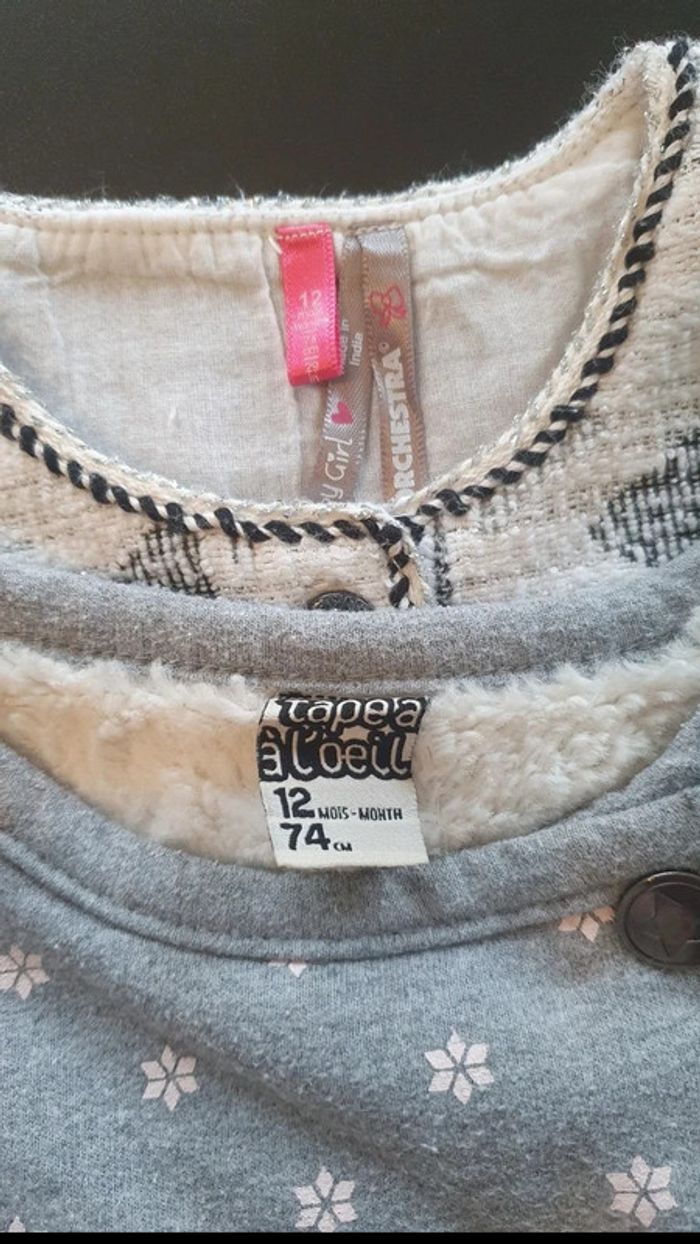 12
Made in
India
Girl
ORCHESTRA©
tape à
à l'oeil
12 MOIS-MONTH
74 CM